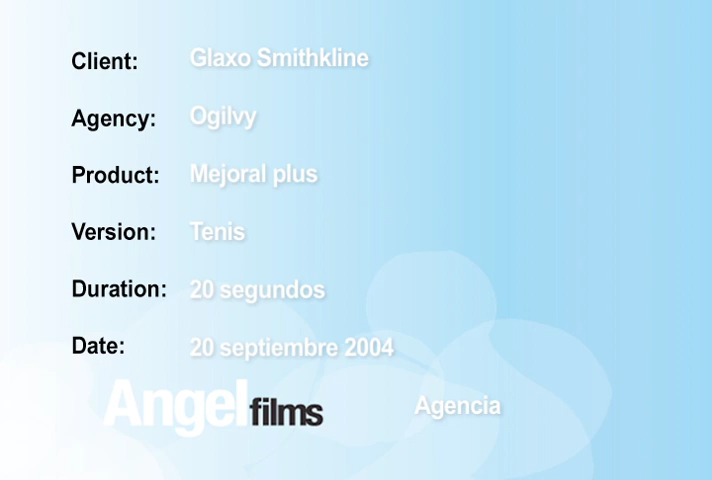 Client: Glaxo Smithkline
Agency: Ogilvy
Product: Mejoral plus
Version: Tenis
Duration: 20 segundos
Date: 20 septiembre 2004
Angelfilms Agencia